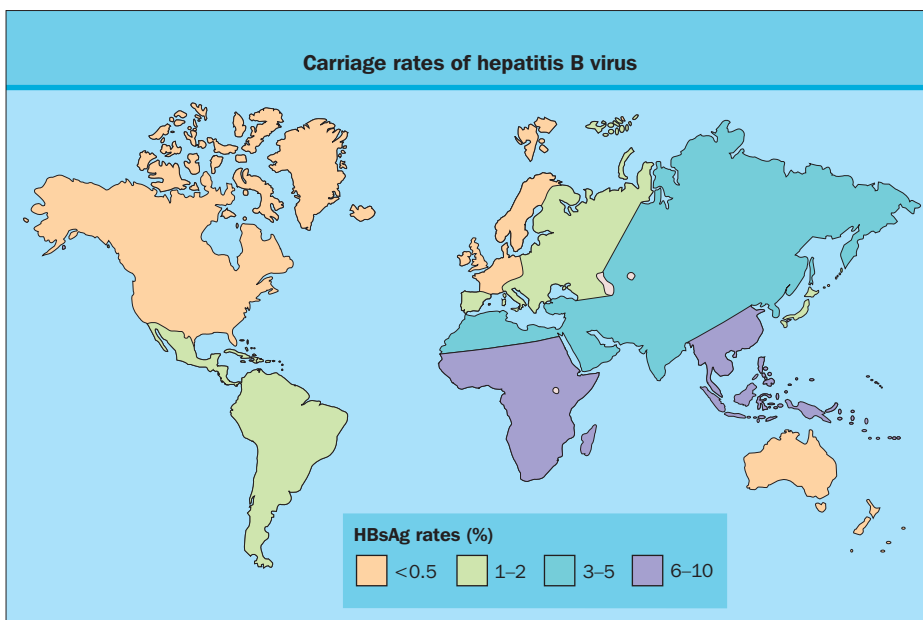 Carriage rates of hepatitis B virus
HBsAg rates (%)
<0.5 1–2 3–5 6–10